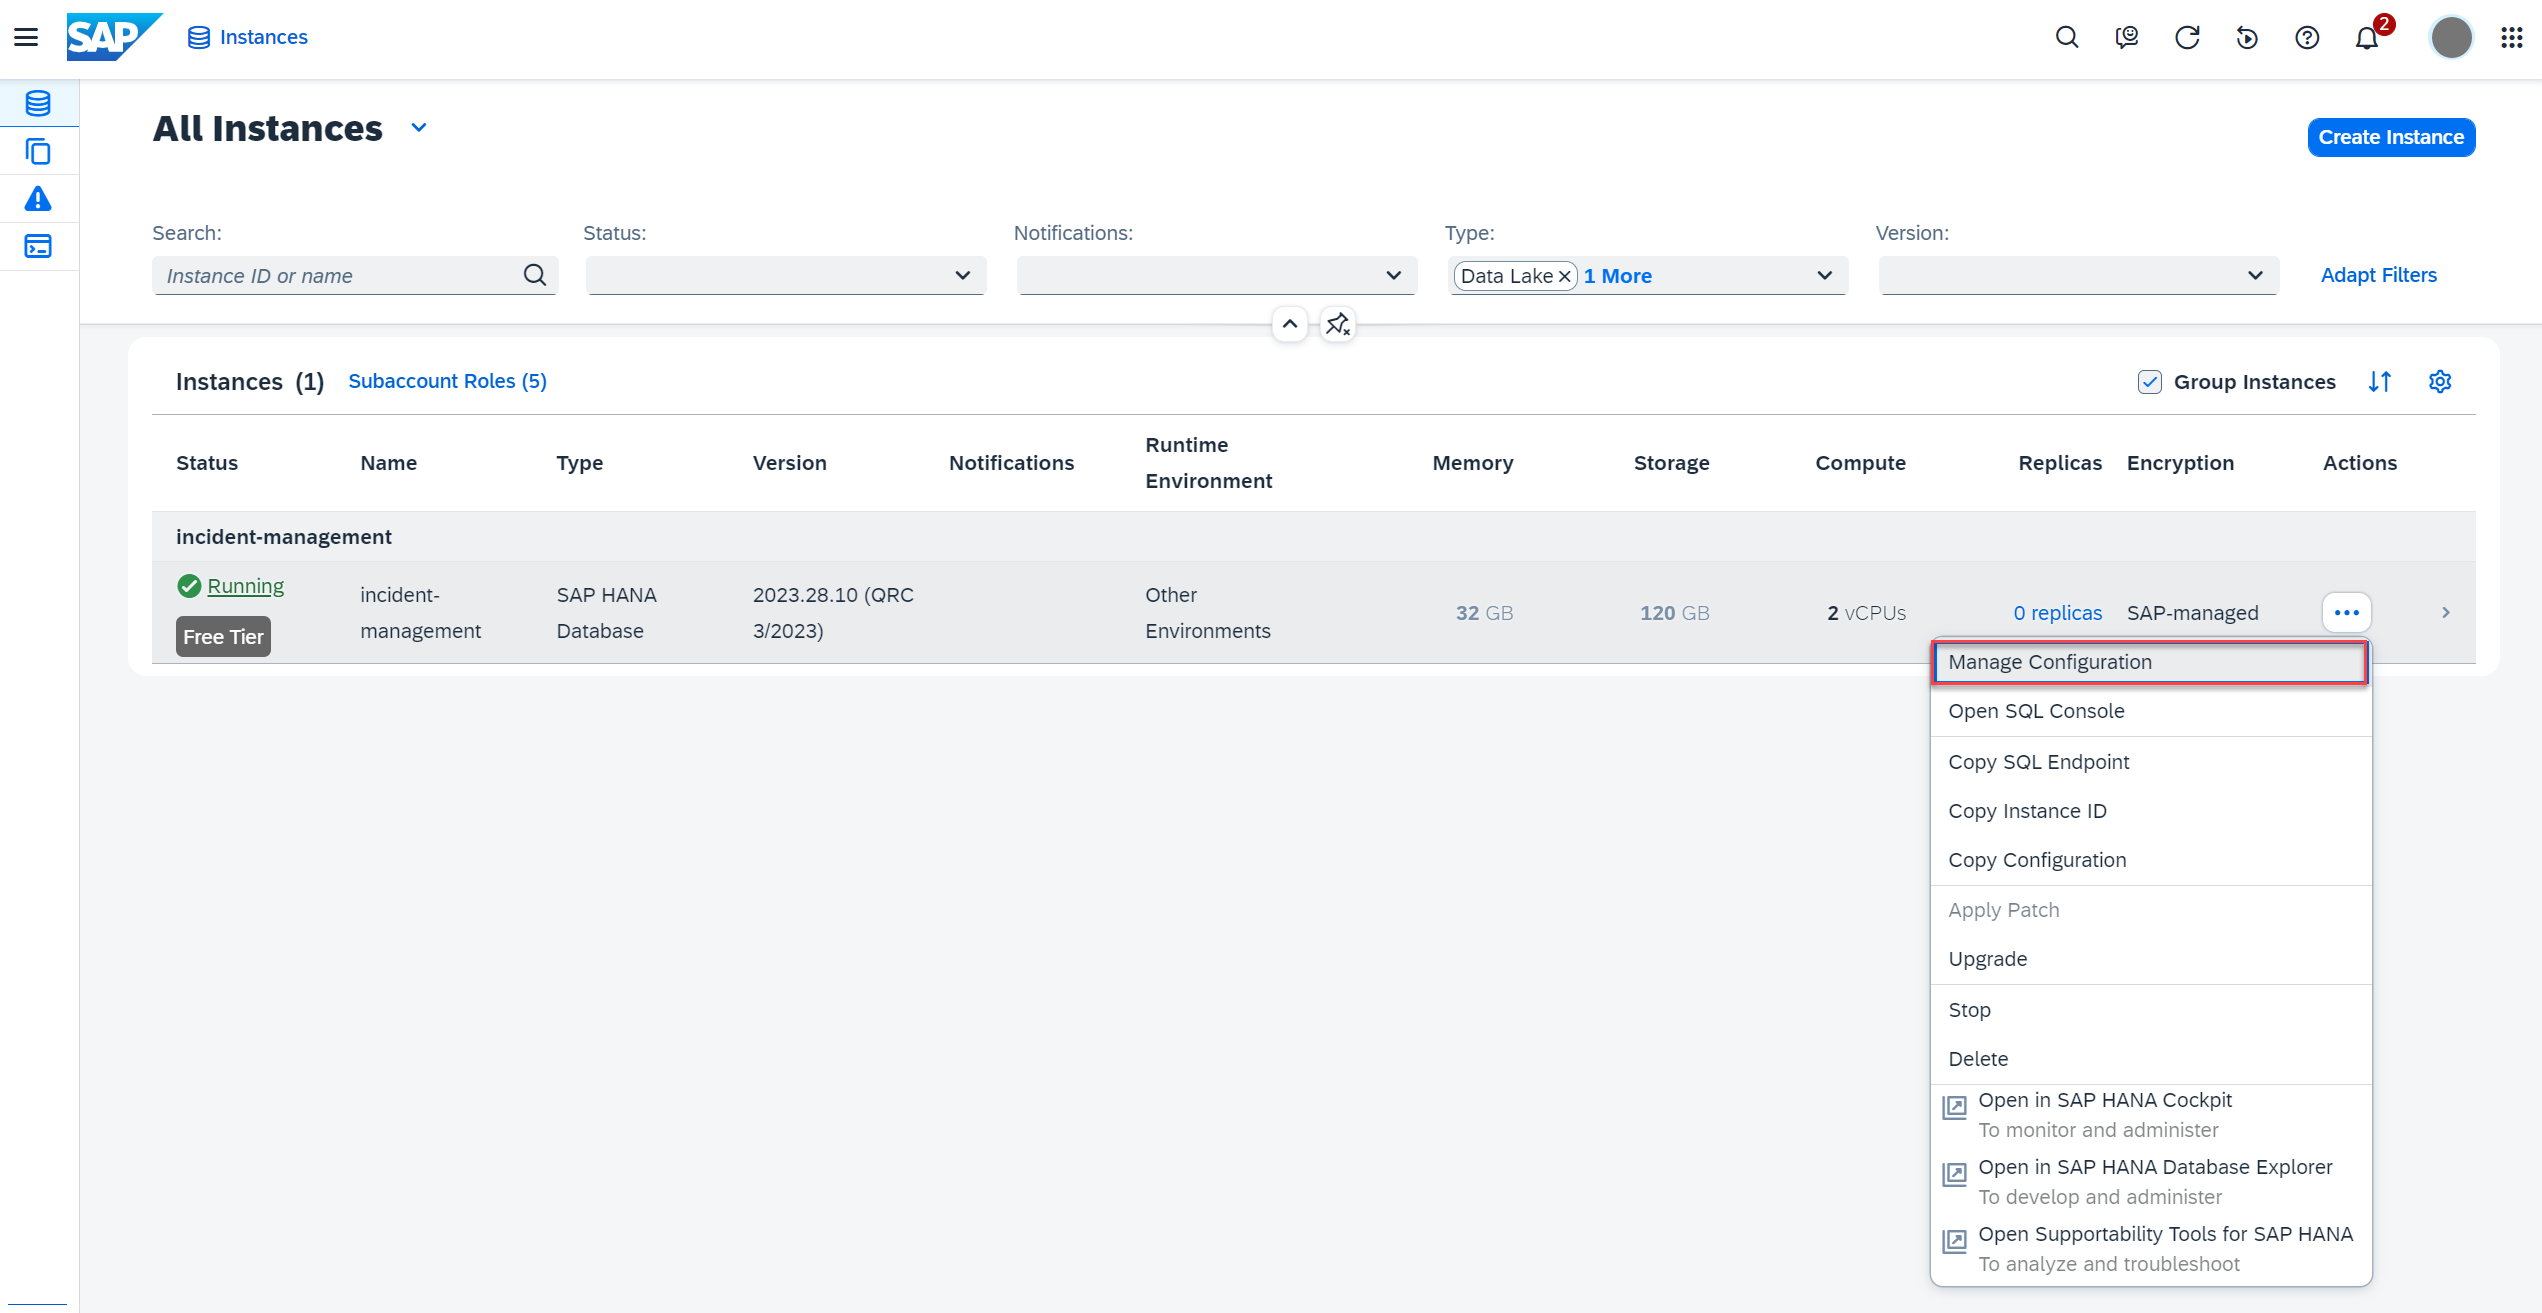 SAP
Instances
2
All Instances
Create Instance
Search:
Status:
Notifications:
Type:
Version:
Instance ID or name
Data Lake
1 More
Adapt Filters
Instances (1)
Subaccount Roles (5)
Group Instances
Status
Name
Type
Version
Notifications
Runtime
Environment
Memory
Storage
Compute
Replicas
Encryption
Actions
incident-management
Running
Free Tier
incident-
management
SAP HANA
Database
2023.28.10 (QRC
3/2023)
Other
Environments
32 GB
120 GB
2 vCPUs
0 replicas
SAP-managed
Manage Configuration
Open SQL Console
Copy SQL Endpoint
Copy Instance ID
Copy Configuration
Apply Patch
Upgrade
Stop
Delete
Open in SAP HANA Cockpit
To monitor and administer
Open in SAP HANA Database Explorer
To develop and administer
Open Supportability Tools for SAP HANA
To analyze and troubleshoot